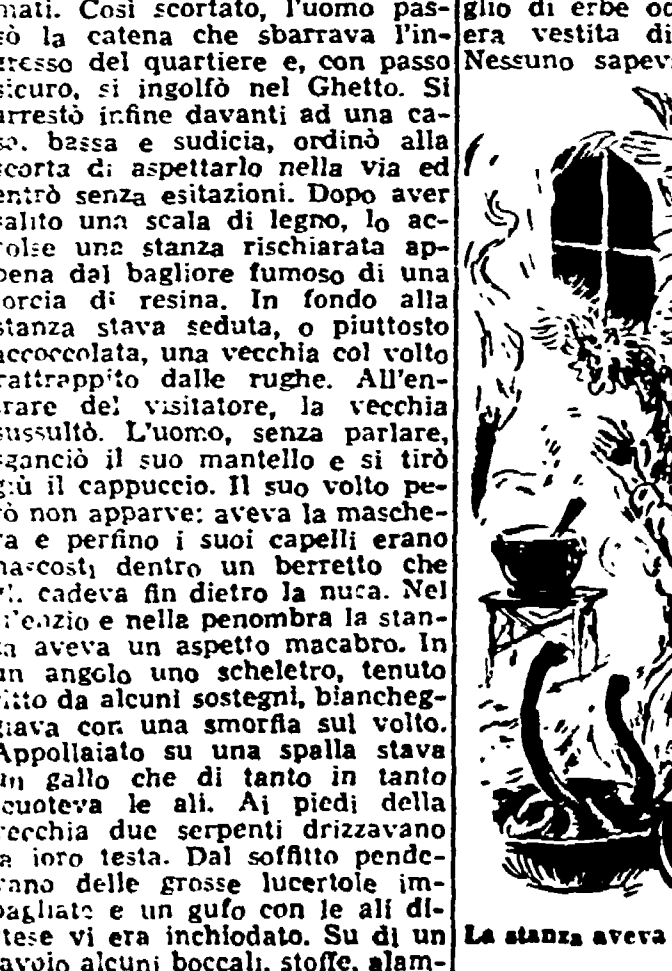 mati. Così scortato, l'uomo pas-
sò la catena che sbarrava l'in-
gresso del quartiere e, con passo
sicuro, si ingolfò nel Ghetto. Si
arrestò infine davanti ad una ca-
sa. bassa e sudicia, ordinò alla
scorta di aspettarlo nella via ed
entrò senza esitazioni. Dopo aver
salito una scala di legno, lo ac-
colse una stanza rischiarata ap-
pena dal bagliore fumoso di una
torcia di resina. In fondo alla
stanza stava seduta, o piuttosto
accoccolata, una vecchia col volto
rattrappito dalle rughe. All'en-
trare del visitatore, la vecchia
sussultò. L'uomo, senza parlare,
sganciò il suo mantello e si tirò
giù il cappuccio. Il suo volto pe-
rò non apparve: aveva la masche-
ra e perfino i suoi capelli erano
nascosti dentro un berretto che
gli cadeva fin dietro la nuca. Nel
silenzio e nella penombra la stan-
za aveva un aspetto macabro. In
un angolo uno scheletro, tenuto
ritto da alcuni sostegni, biancheg-
giava con una smorfia sul volto.
Appollaiato su una spalla stava
un gallo che di tanto in tanto
scuoteva le ali. Ai piedi della
vecchia due serpenti drizzavano
la loro testa. Dal soffitto pende-
vano delle grosse lucertole im-
pagliate e un gufo con le ali di-
stese vi era inchiodato. Su di un
tavolo alcuni boccali, stoffe, alam-
glio di erbe
era vestita di
Nessuno
La stanza aveva